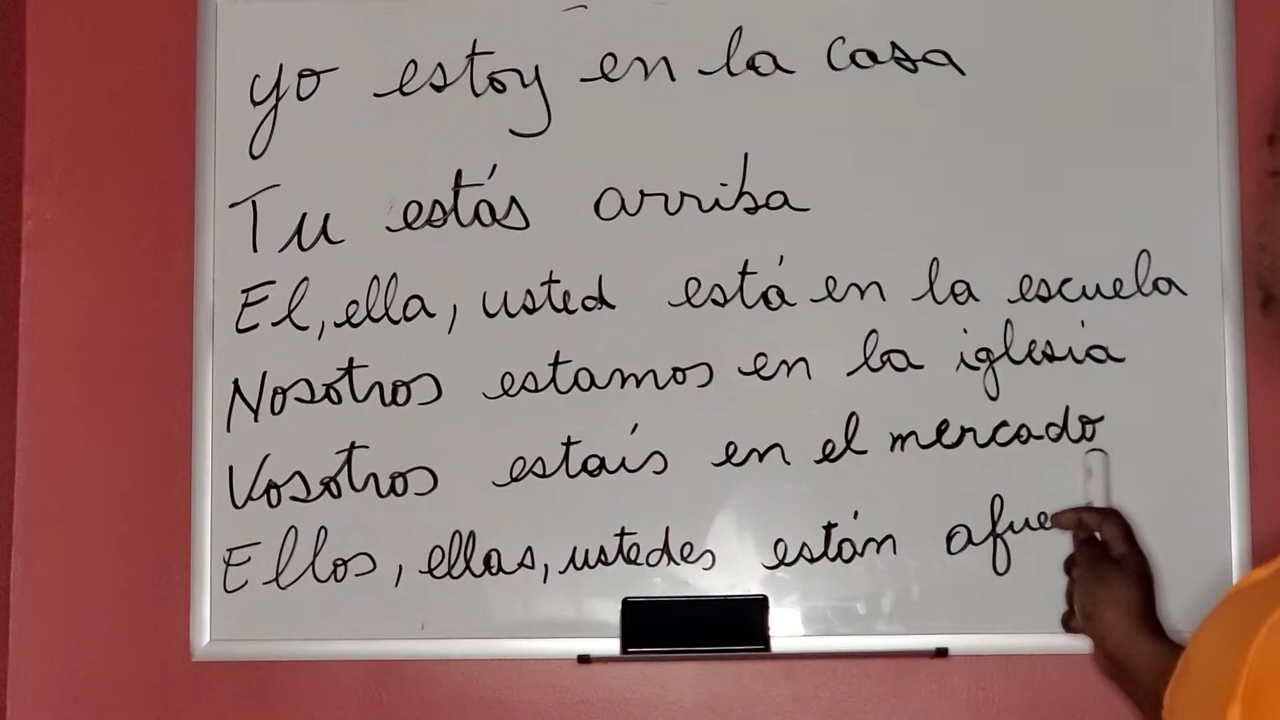 yo estoy en la casa
Tu estás arriba
El, ella, usted está en la escuela
Nosotros estamos en la iglesia
Vosotros estaís en el mercado
Ellos, ellas, ustedes están